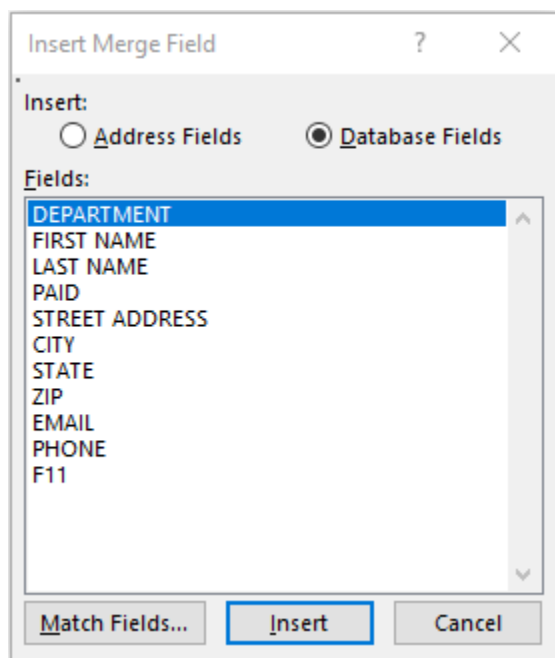 Insert Merge Field ?
Insert:
Address Fields Database Fields
Fields:
DEPARTMENT
FIRST NAME
LAST NAME
PAID
STREET ADDRESS
CITY
STATE
ZIP
EMAIL
PHONE
F11
Match Fields... Insert Cancel